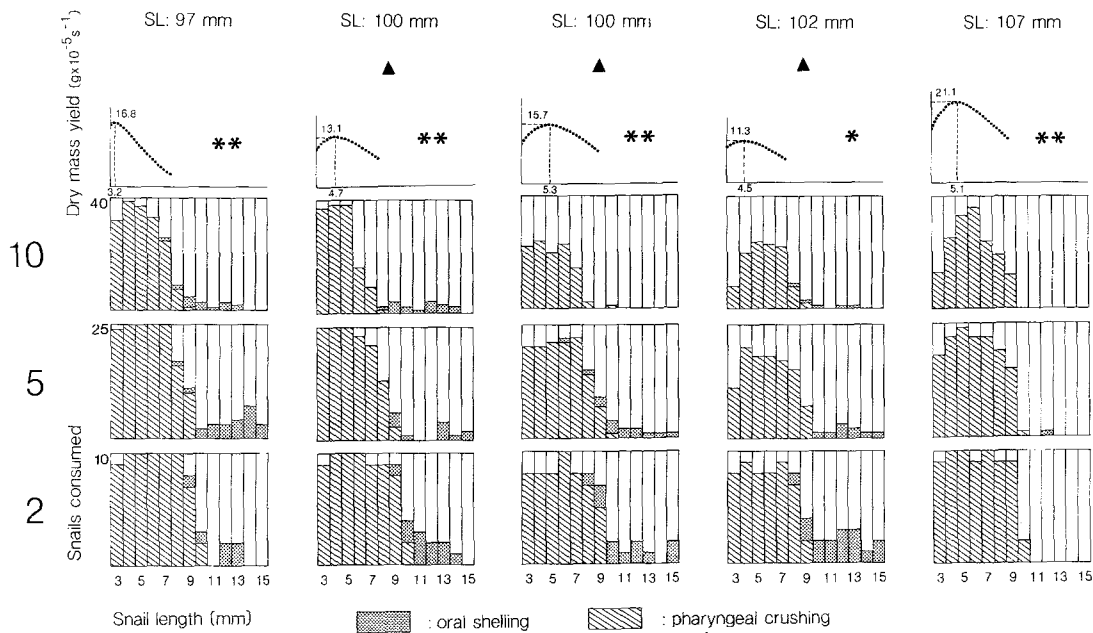 SL: 97 mm
SL: 100 mm
SL: 100 mm
SL: 102 mm
SL: 107 mm
Dry mass yield (g×10⁻⁵s⁻¹)
16.8
13.1
15.7
11.3
21.1
**
**
**
*
**
3.2
4.7
5.3
4.5
5.1
10
40
5
25
2
10
Snails consumed
3 5 7 9 11 13 15
3 5 7 9 11 13 15
3 5 7 9 11 13 15
3 5 7 9 11 13 15
3 5 7 9 11 13 15
Snail length (mm)
: oral shelling
: pharyngeal crushing